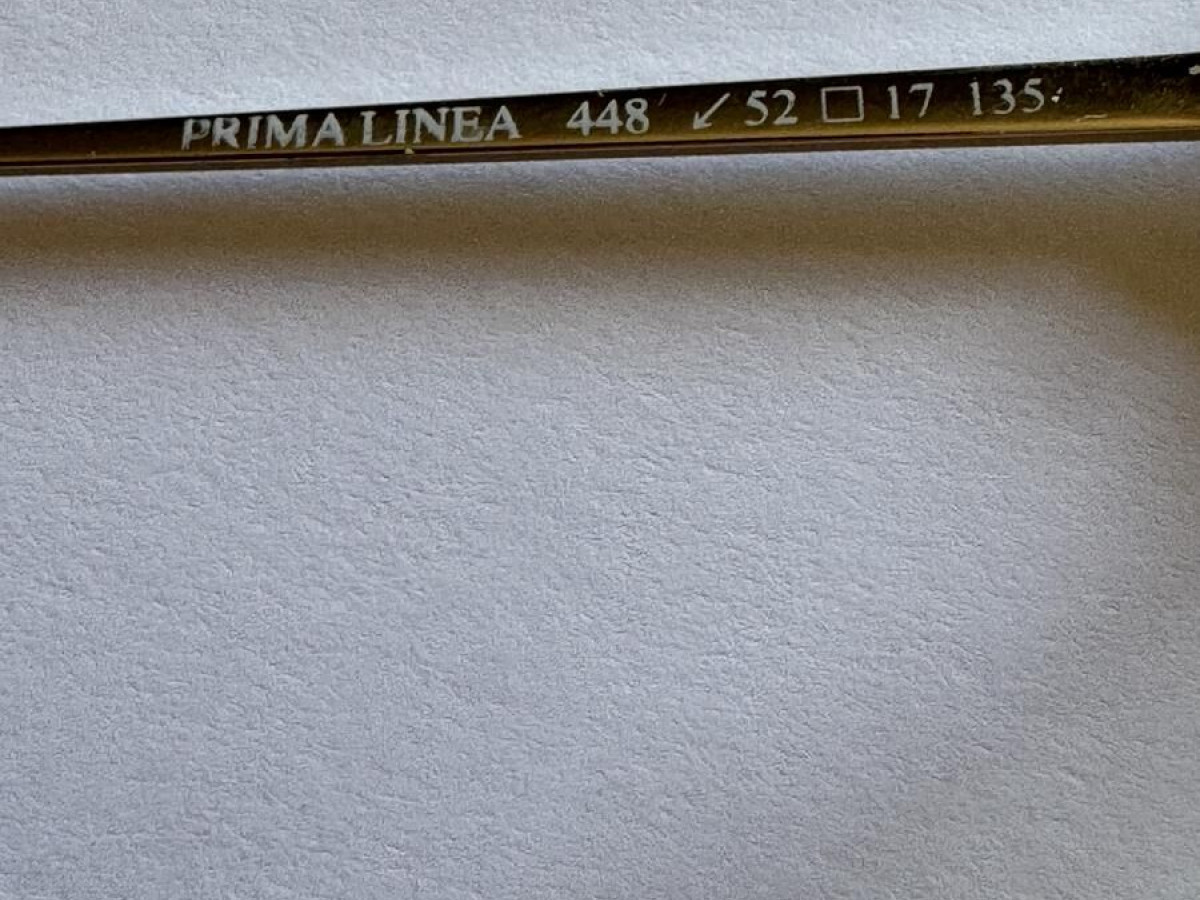 PRIMA LINEA 448 ↙ 52 □ 17 135